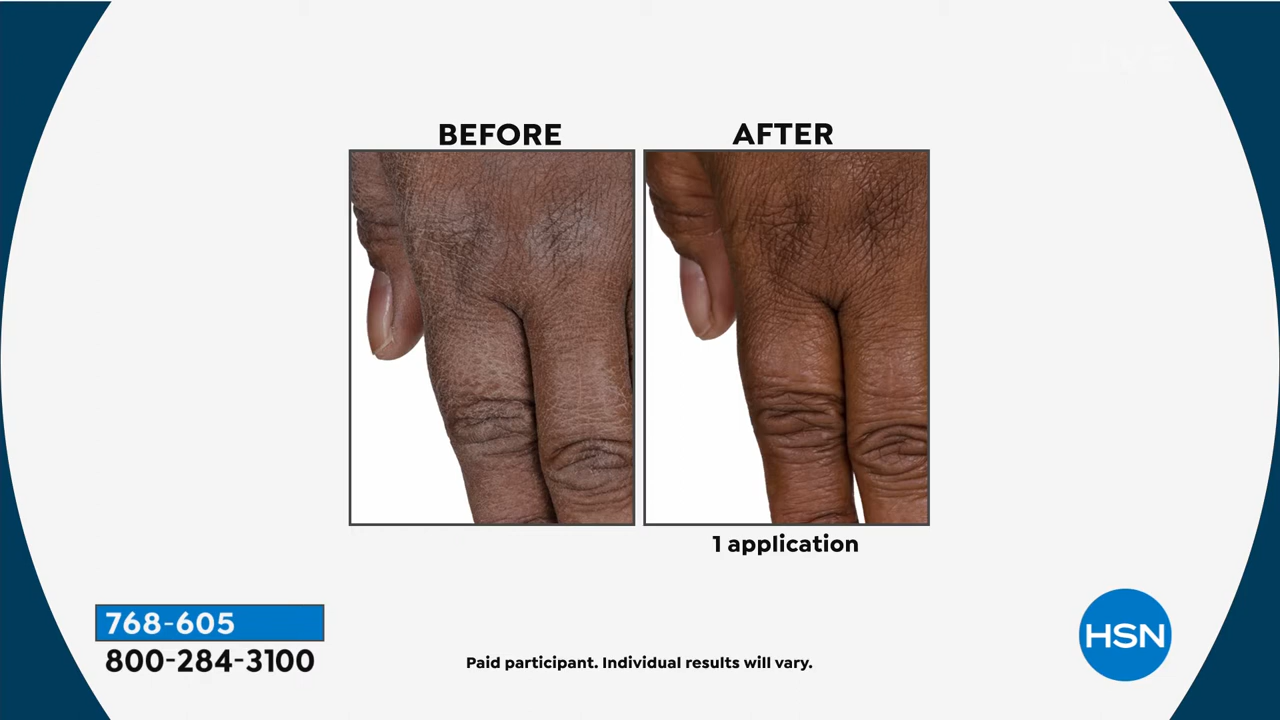 BEFORE
AFTER
1 application
768-605
800-284-3100
Paid participant. Individual results will vary.
HSN